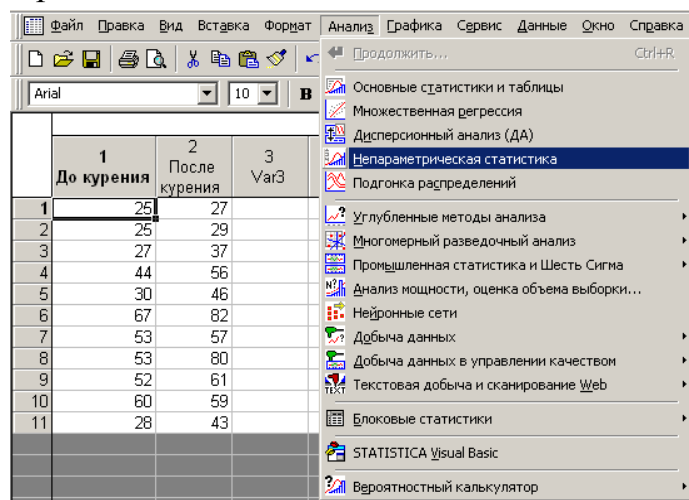 Файл Правка Вид Вставка Формат Анализ Графика Сервис Данные Окно Справка
Продолжить... Ctrl+R
Arial 10 B
Основные статистики и таблицы
Множественная регрессия
Дисперсионный анализ (ДА)
Непараметрическая статистика
Подгонка распределений
Углубленные методы анализа
Многомерный разведочный анализ
Промышленная статистика и Шесть Сигма
Анализ мощности, оценка объема выборки...
Нейронные сети
Добыча данных
Добыча данных в управлении качеством
Текстовая добыча и сканирование Web
Блоковые статистики
STATISTICA Visual Basic
Вероятностный калькулятор
1 До курения 2 После курения 3 Var3
1 25 27
2 25 29
3 27 37
4 44 56
5 30 46
6 67 82
7 53 57
8 53 80
9 52 61
10 60 59
11 28 43